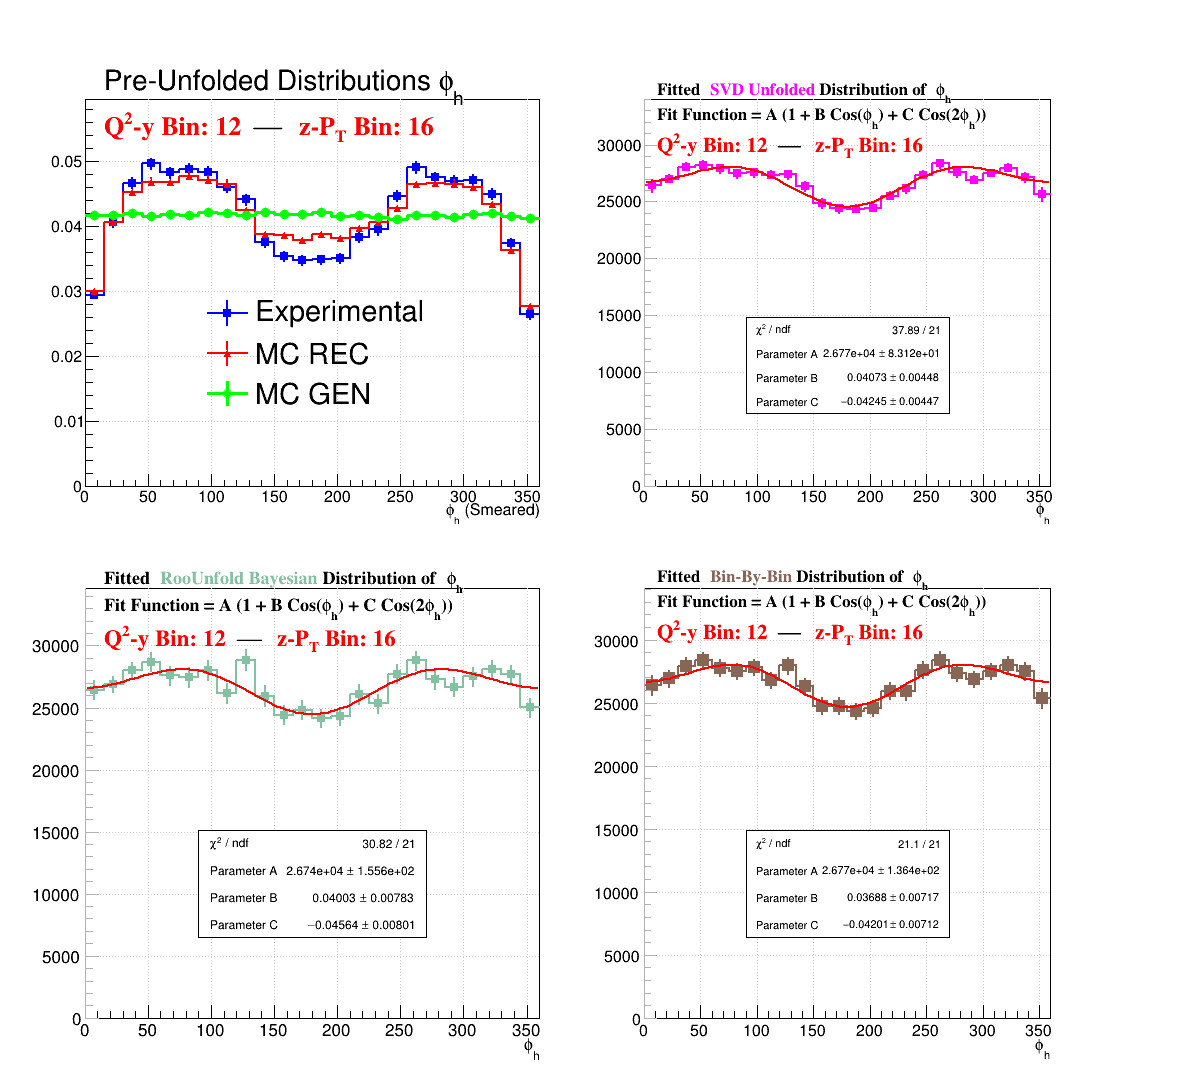 Pre-Unfolded Distributions ϕh
Q²-y Bin: 12 — z-PT Bin: 16
0.05
0.04
0.03
0.02
0.01
0
Experimental
MC REC
MC GEN
0 50 100 150 200 250 300 350
ϕh (Smeared)
Fitted SVD Unfolded Distribution of ϕh
Fit Function = A (1 + B Cos(ϕh) + C Cos(2ϕh))
Q²-y Bin: 12 — z-PT Bin: 16
30000
25000
20000
15000
10000
5000
0
χ² / ndf 37.89 / 21
Parameter A 2.677e+04 ± 8.312e+01
Parameter B 0.04073 ± 0.00448
Parameter C −0.04245 ± 0.00447
0 50 100 150 200 250 300 350
ϕh
Fitted RooUnfold Bayesian Distribution of ϕh
Fit Function = A (1 + B Cos(ϕh) + C Cos(2ϕh))
Q²-y Bin: 12 — z-PT Bin: 16
30000
25000
20000
15000
10000
5000
0
χ² / ndf 30.82 / 21
Parameter A 2.674e+04 ± 1.556e+02
Parameter B 0.04003 ± 0.00783
Parameter C −0.04564 ± 0.00801
0 50 100 150 200 250 300 350
ϕh
Fitted Bin-By-Bin Distribution of ϕh
Fit Function = A (1 + B Cos(ϕh) + C Cos(2ϕh))
Q²-y Bin: 12 — z-PT Bin: 16
30000
25000
20000
15000
10000
5000
0
χ² / ndf 21.1 / 21
Parameter A 2.677e+04 ± 1.364e+02
Parameter B 0.03688 ± 0.00717
Parameter C −0.04201 ± 0.00712
0 50 100 150 200 250 300 350
ϕh